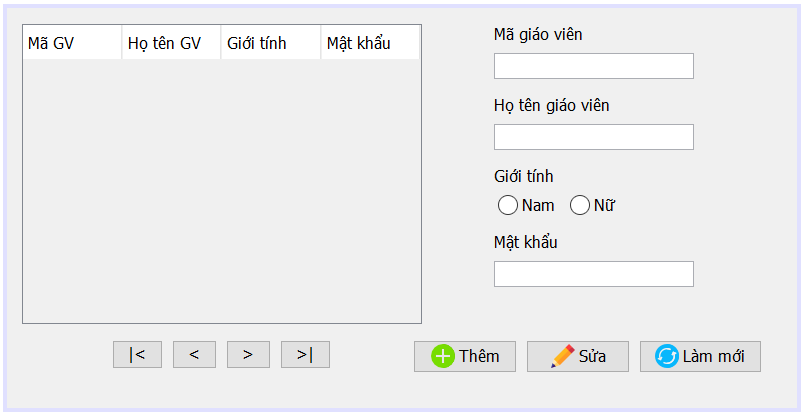 Mã GV Họ tên GV Giới tính Mật khẩu
Mã giáo viên
Họ tên giáo viên
Giới tính
Nam Nữ
Mật khẩu
|< < > >| Thêm Sửa Làm mới